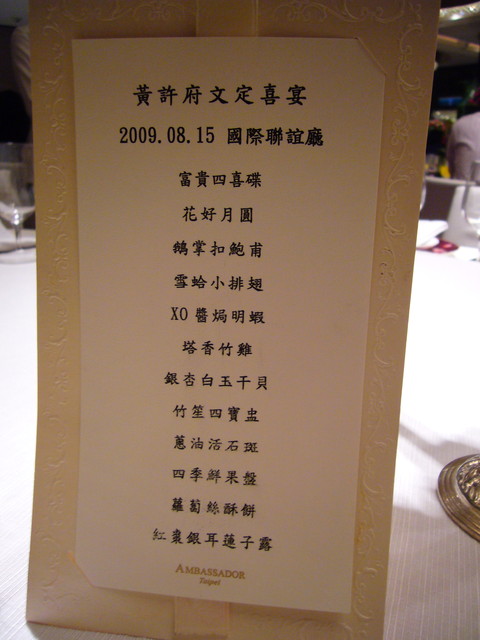 黃許府文定喜宴
2009.08.15 國際聯誼廳
富貴四喜碟
花好月圓
鵝掌扣鮑甫
雪蛤小排翅
XO醬焗明蝦
塔香竹雞
銀杏白玉干貝
竹笙四寶盅
蔥油活石斑
四季鮮果盤
蘿蔔絲酥餅
紅棗銀耳蓮子露
AMBASSADOR
Taipei